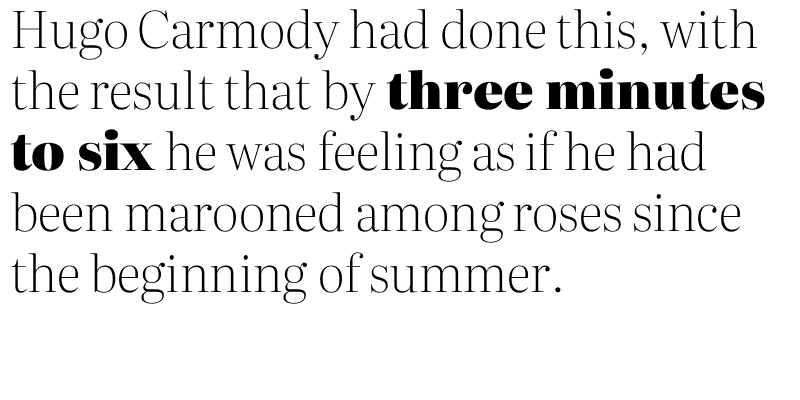 Hugo Carmody had done this, with
the result that by three minutes
to six he was feeling as if he had
been marooned among roses since
the beginning of summer.